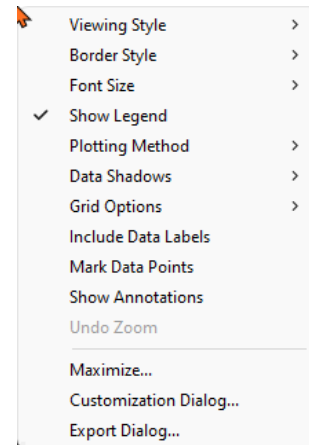 Viewing Style
Border Style
Font Size
Show Legend
Plotting Method
Data Shadows
Grid Options
Include Data Labels
Mark Data Points
Show Annotations
Undo Zoom
Maximize...
Customization Dialog...
Export Dialog...